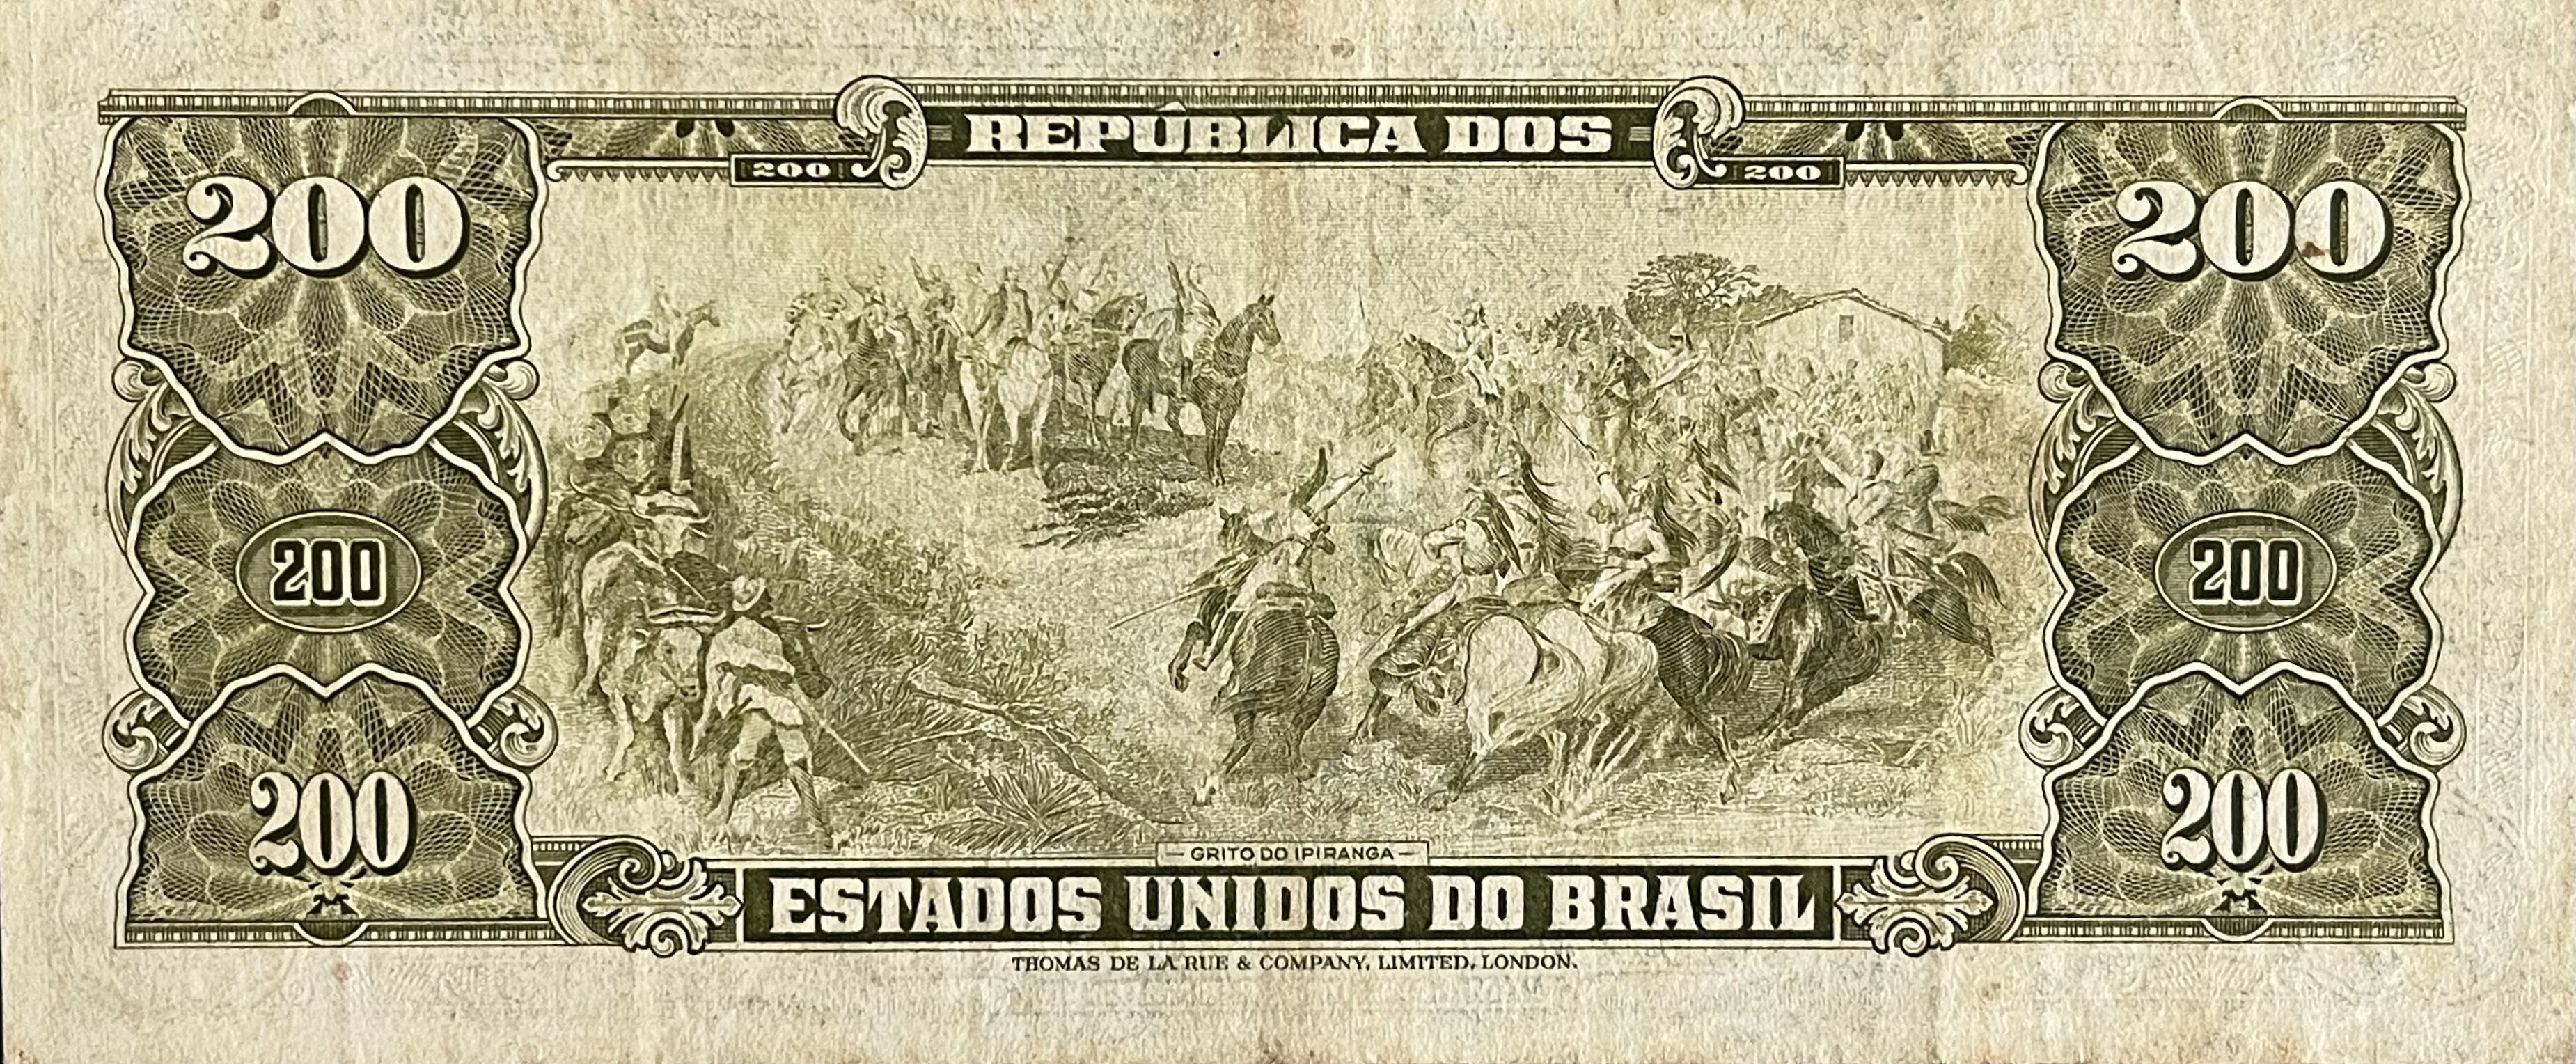 REPÚBLICA DOS
200 200
200 200
200 200
200 200
GRITO DO IPIRANGA
ESTADOS UNIDOS DO BRASIL
THOMAS DE LA RUE & COMPANY, LIMITED, LONDON.